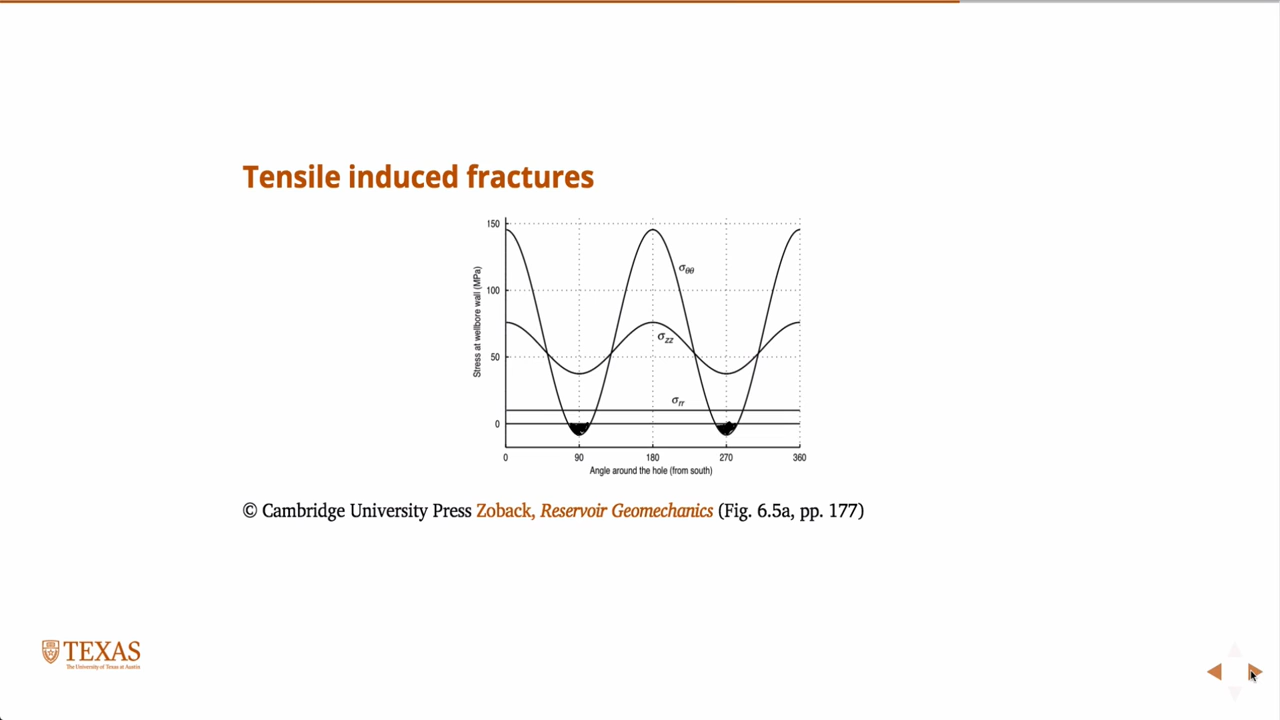 Tensile induced fractures
150
100
50
0
Stress at wellbore wall (MPa)
σθθ
σzz
σrr
0 90 180 270 360
Angle around the hole (from south)
© Cambridge University Press Zoback, Reservoir Geomechanics (Fig. 6.5a, pp. 177)
TEXAS
The University of Texas at Austin